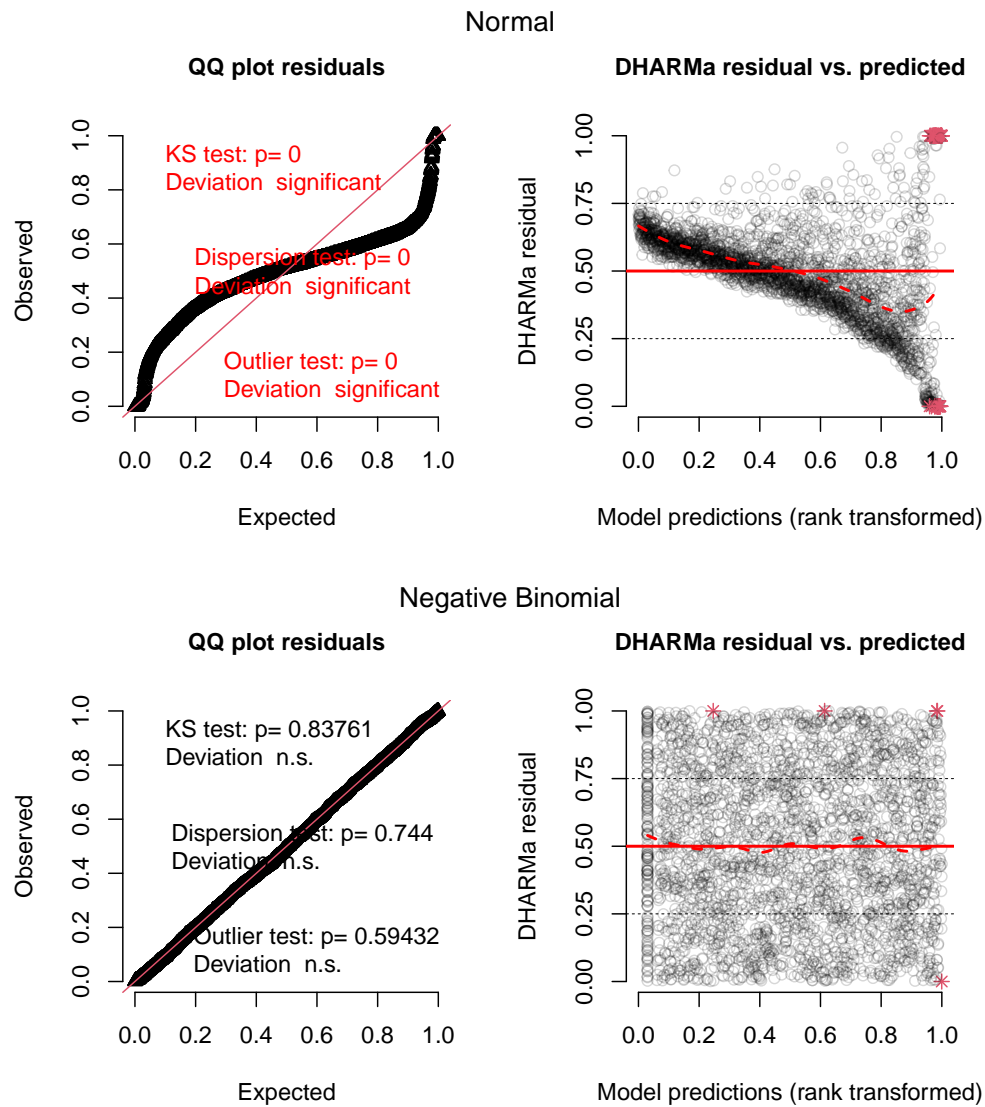 Normal
QQ plot residuals
KS test: p= 0
Deviation  significant
Dispersion test: p= 0
Deviation  significant
Outlier test: p= 0
Deviation  significant
Observed
0.0 0.2 0.4 0.6 0.8 1.0
0.0 0.2 0.4 0.6 0.8 1.0
Expected
DHARMa residual vs. predicted
DHARMa residual
0.00 0.25 0.50 0.75 1.00
0.0 0.2 0.4 0.6 0.8 1.0
Model predictions (rank transformed)
Negative Binomial
QQ plot residuals
KS test: p= 0.83761
Deviation  n.s.
Dispersion test: p= 0.744
Deviation  n.s.
Outlier test: p= 0.59432
Deviation  n.s.
Observed
0.0 0.2 0.4 0.6 0.8 1.0
0.0 0.2 0.4 0.6 0.8 1.0
Expected
DHARMa residual vs. predicted
DHARMa residual
0.00 0.25 0.50 0.75 1.00
0.0 0.2 0.4 0.6 0.8 1.0
Model predictions (rank transformed)